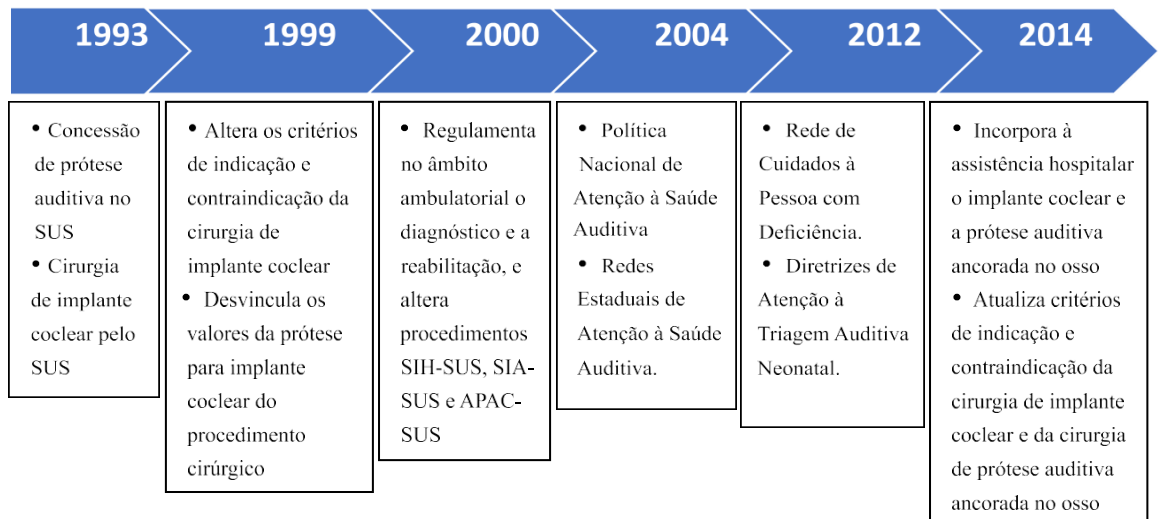 1993
1999
2000
2004
2012
2014
• Concessão
de prótese
auditiva no
SUS
• Cirurgia
de implante
coclear pelo
SUS
• Altera os critérios
de indicação e
contraindicação da
cirurgia de
implante coclear
• Desvincula os
valores da prótese
para implante
coclear do
procedimento
cirúrgico
• Regulamenta
no âmbito
ambulatorial o
diagnóstico e a
reabilitação, e
altera
procedimentos
SIH-SUS, SIA-
SUS e APAC-
SUS
• Política
Nacional de
Atenção à Saúde
Auditiva
• Redes
Estaduais de
Atenção à Saúde
Auditiva.
• Rede de
Cuidados à
Pessoa com
Deficiência.
• Diretrizes de
Atenção à
Triagem Auditiva
Neonatal.
• Incorpora à
assistência hospitalar
o implante coclear e
a prótese auditiva
ancorada no osso
• Atualiza critérios
de indicação e
contraindicação da
cirurgia de implante
coclear e da cirurgia
de prótese auditiva
ancorada no osso